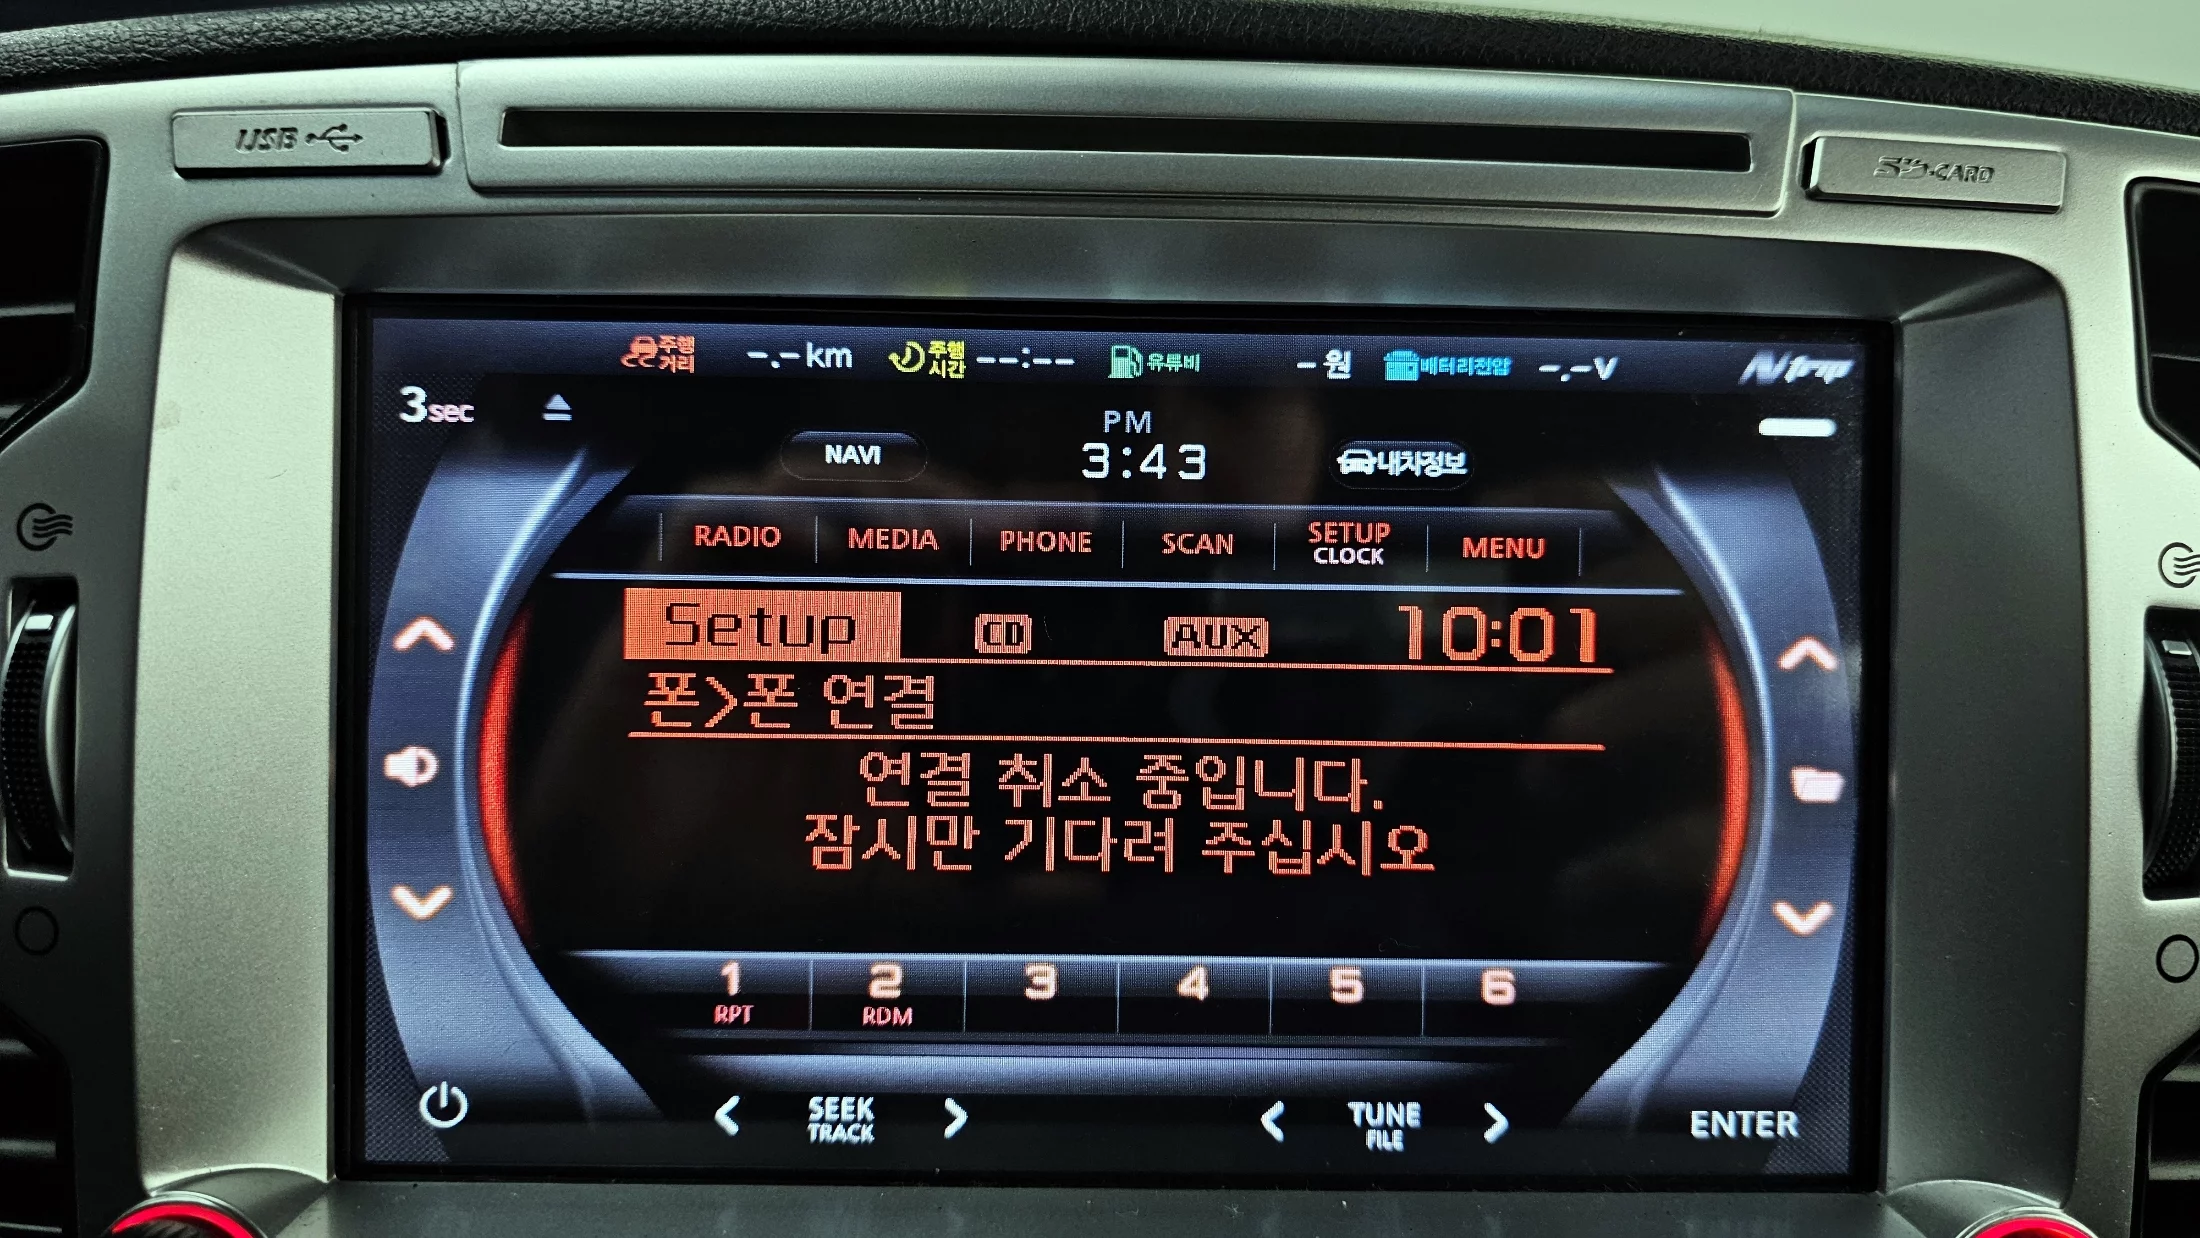 USB
SD-CARD
주행거리 -.-km 주행시간 --:-- 유류비 -원 배터리전압 -.-V Ntrip
3sec
PM
NAVI 3:43 내차정보
RADIO MEDIA PHONE SCAN SETUP CLOCK MENU
Setup CD AUX 10:01
폰>폰 연결
연결 취소 중입니다.
잠시만 기다려 주십시오
1 2 3 4 5 6
RPT RDM
< SEEK TRACK > < TUNE FILE > ENTER